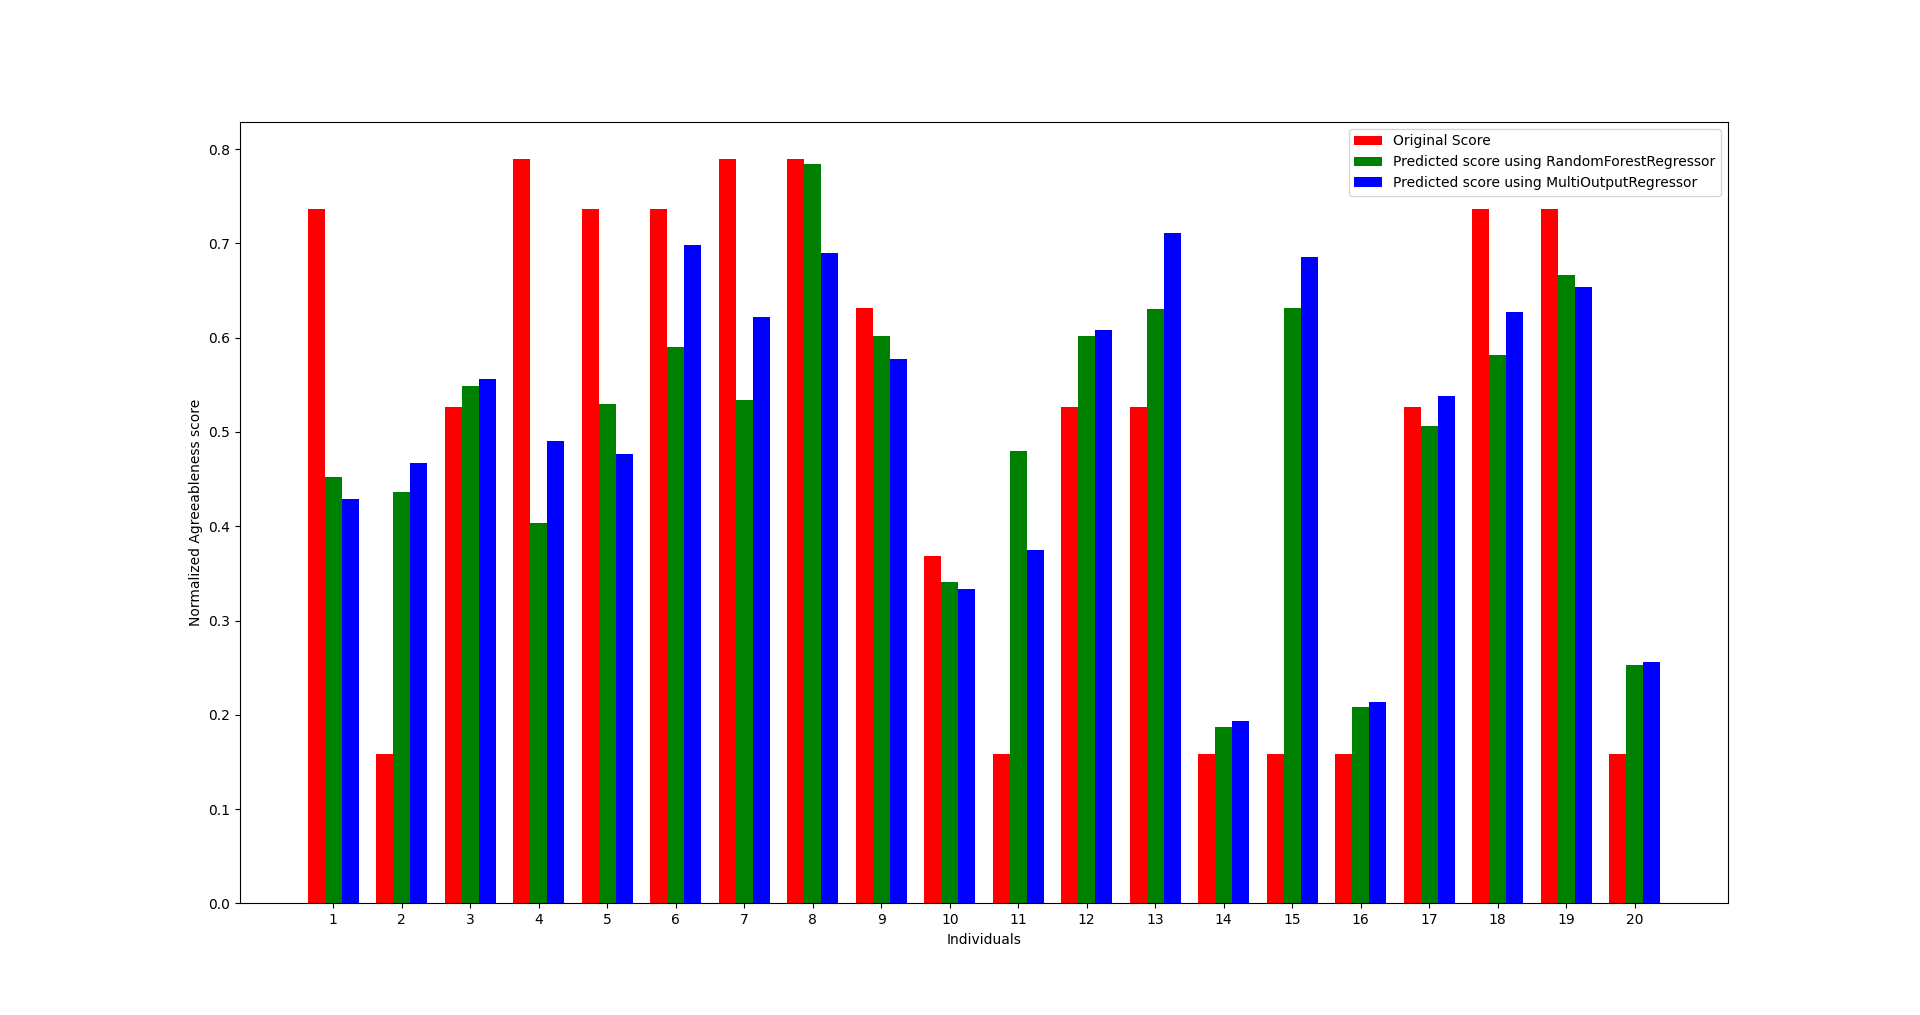 Original Score
Predicted score using RandomForestRegressor
Predicted score using MultiOutputRegressor
Normalized Agreeableness score
0.8
0.7
0.6
0.5
0.4
0.3
0.2
0.1
0.0
1 2 3 4 5 6 7 8 9 10 11 12 13 14 15 16 17 18 19 20
Individuals